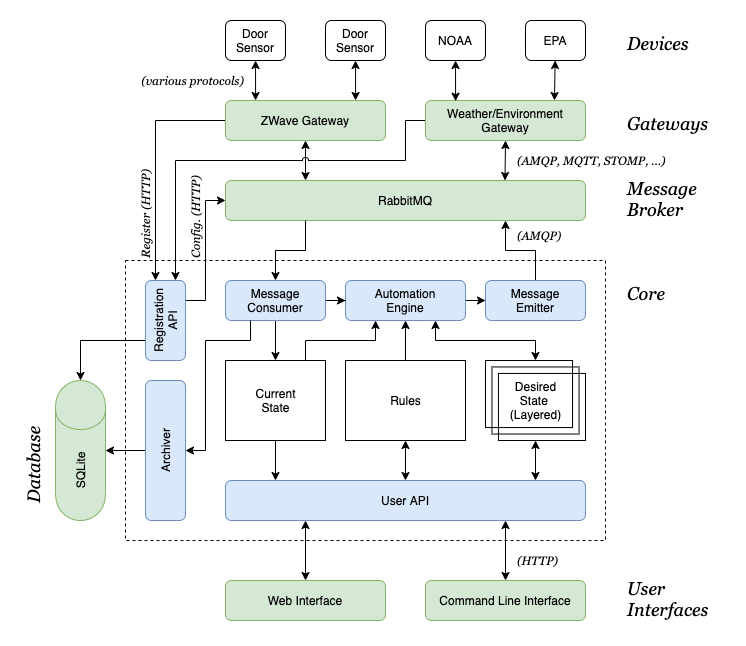 Door
Sensor
Door
Sensor
NOAA
EPA
Devices
(various protocols)
ZWave Gateway
Weather/Environment
Gateway
Gateways
(AMQP, MQTT, STOMP, ...)
Register (HTTP)
Config. (HTTP)
RabbitMQ
Message
Broker
(AMQP)
Registration
API
Message
Consumer
Automation
Engine
Message
Emitter
Core
Current
State
Rules
Desired
State
(Layered)
Database
SQLite
Archiver
User API
(HTTP)
Web Interface
Command Line Interface
User
Interfaces